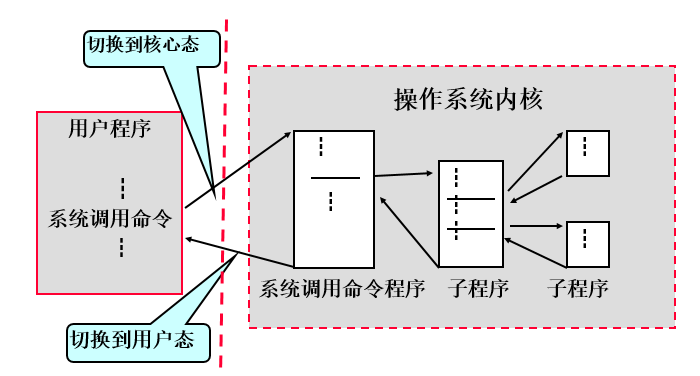 切换到核心态
操作系统内核
用户程序
系统调用命令
系统调用命令程序
子程序
子程序
切换到用户态